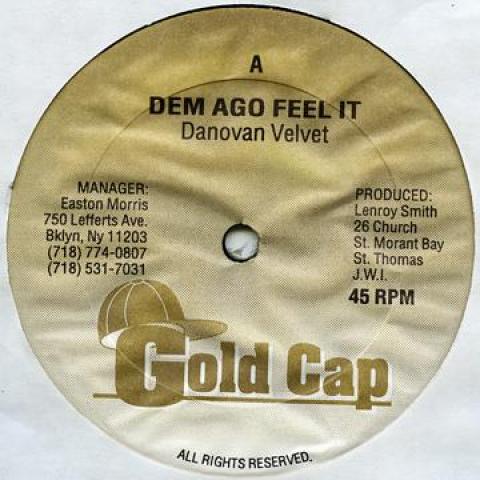 A
DEM AGO FEEL IT
Danovan Velvet
MANAGER:
Easton Morris
750 Lefferts Ave.
Bklyn, Ny 11203
(718) 774-0807
(718) 531-7031
PRODUCED:
Lenroy Smith
26 Church
St. Morant Bay
St. Thomas
J.W.I.
45 RPM
Gold Cap
ALL RIGHTS RESERVED.